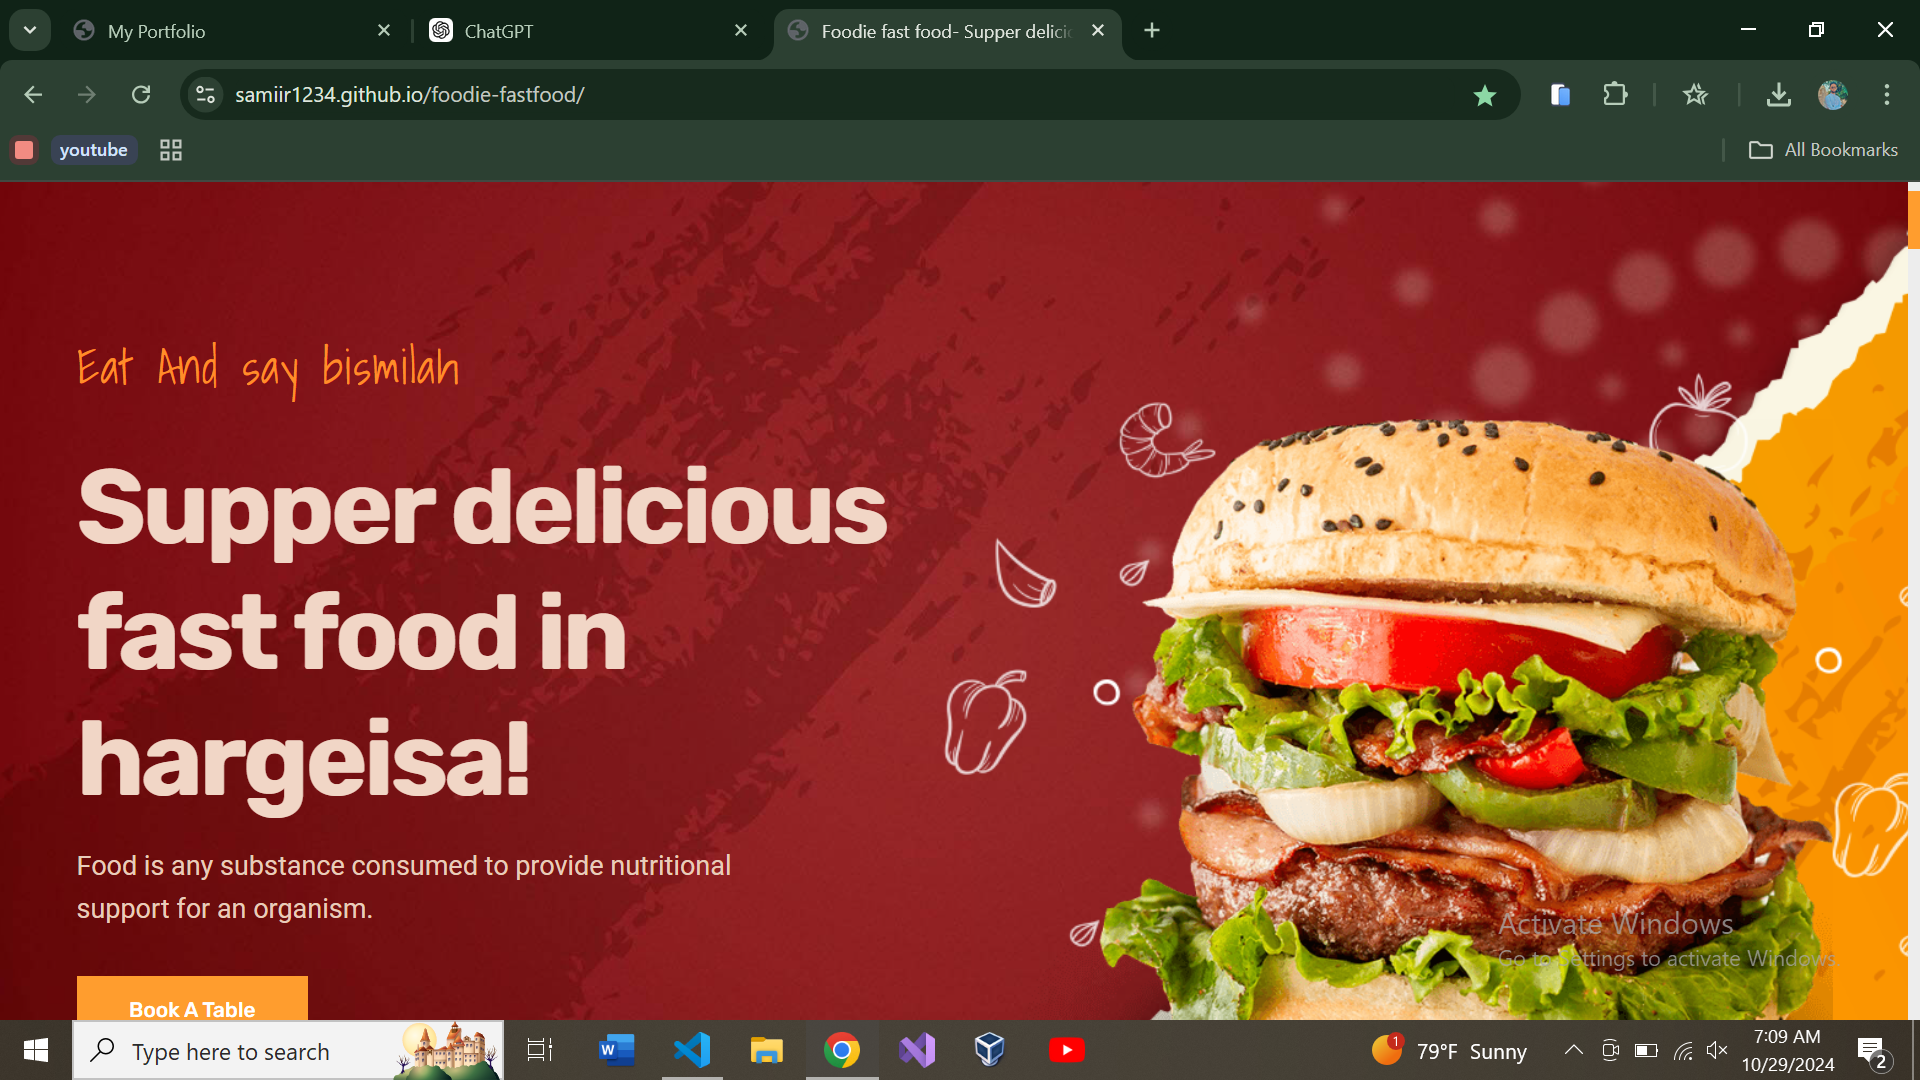 My Portfolio
ChatGPT
Foodie fast food- Supper delici
samiir1234.github.io/foodie-fastfood/
youtube
All Bookmarks
Eat And say bismilah
Supper delicious
fast food in
hargeisa!
Food is any substance consumed to provide nutritional
support for an organism.
Book A Table
Activate Windows
Go to Settings to activate Windows.
Type here to search
W
1
79°F Sunny
7:09 AM
10/29/2024
2